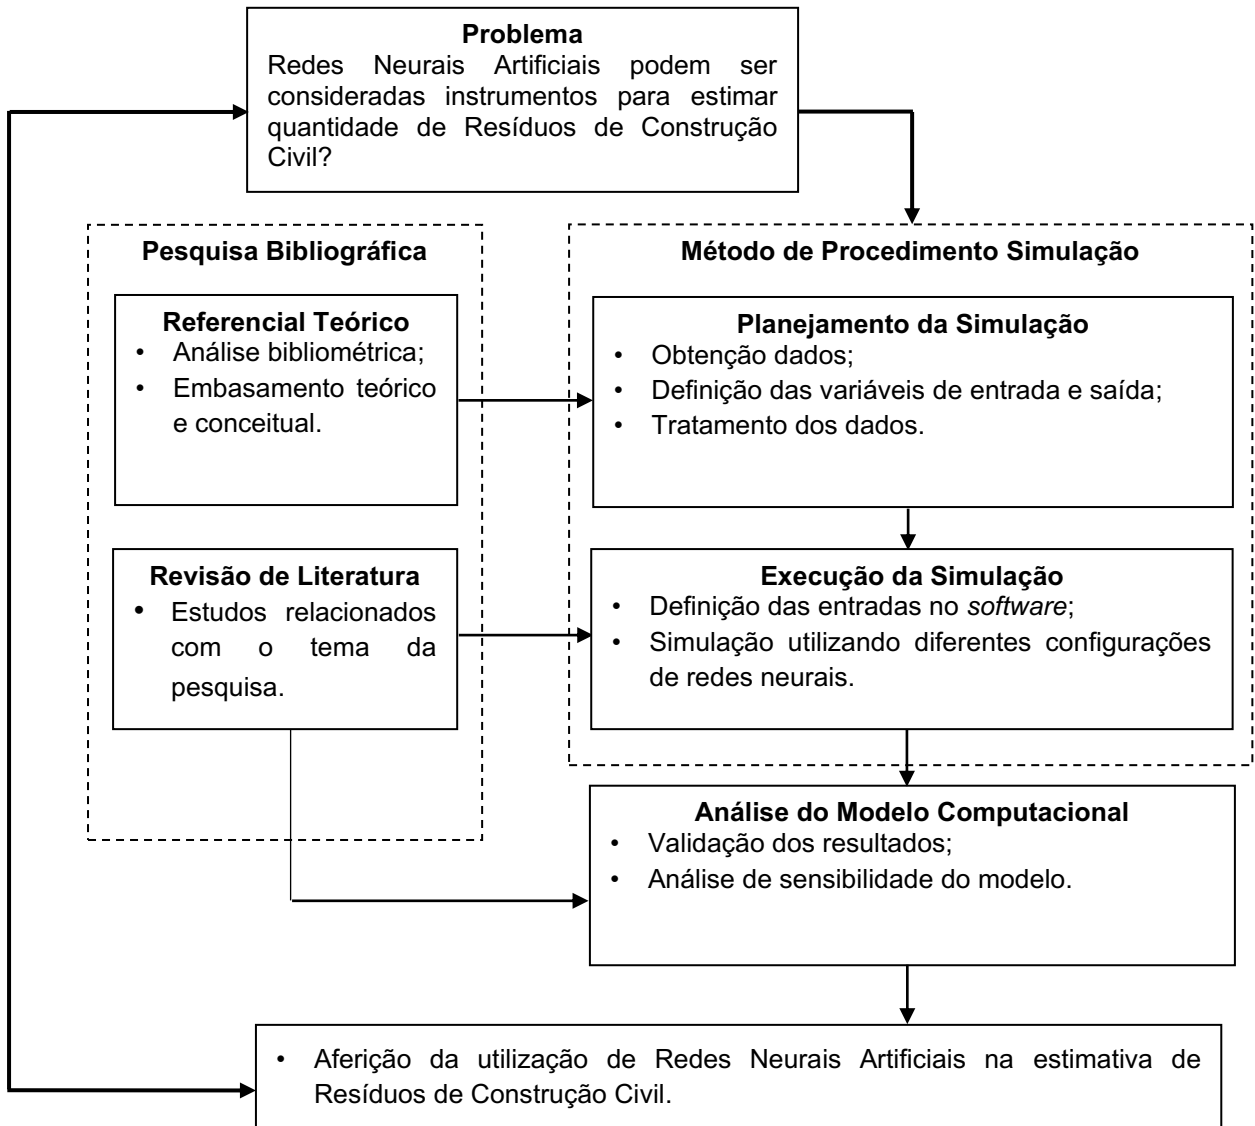 Problema
Redes Neurais Artificiais podem ser
consideradas instrumentos para estimar
quantidade de Resíduos de Construção
Civil?
Pesquisa Bibliográfica
Referencial Teórico
• Análise bibliométrica;
• Embasamento teórico
e conceitual.
Revisão de Literatura
• Estudos relacionados
com o tema da
pesquisa.
Método de Procedimento Simulação
Planejamento da Simulação
• Obtenção dados;
• Definição das variáveis de entrada e saída;
• Tratamento dos dados.
Execução da Simulação
• Definição das entradas no software;
• Simulação utilizando diferentes configurações
de redes neurais.
Análise do Modelo Computacional
• Validação dos resultados;
• Análise de sensibilidade do modelo.
• Aferição da utilização de Redes Neurais Artificiais na estimativa de
Resíduos de Construção Civil.